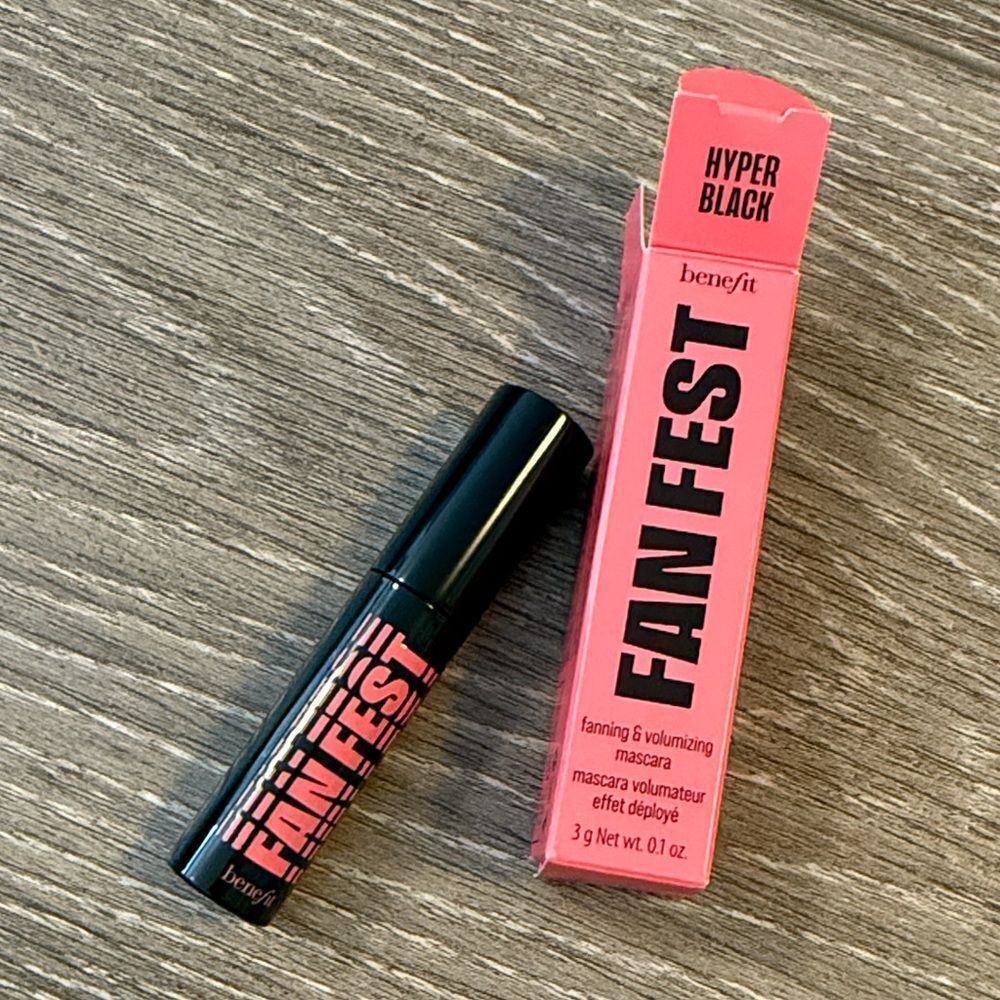 HYPER
BLACK
benefit
FAN FEST
fanning & volumizing
mascara
mascara volumateur
effet déployé
3 g Net wt. 0.1 oz.
FAN FEST
benefit